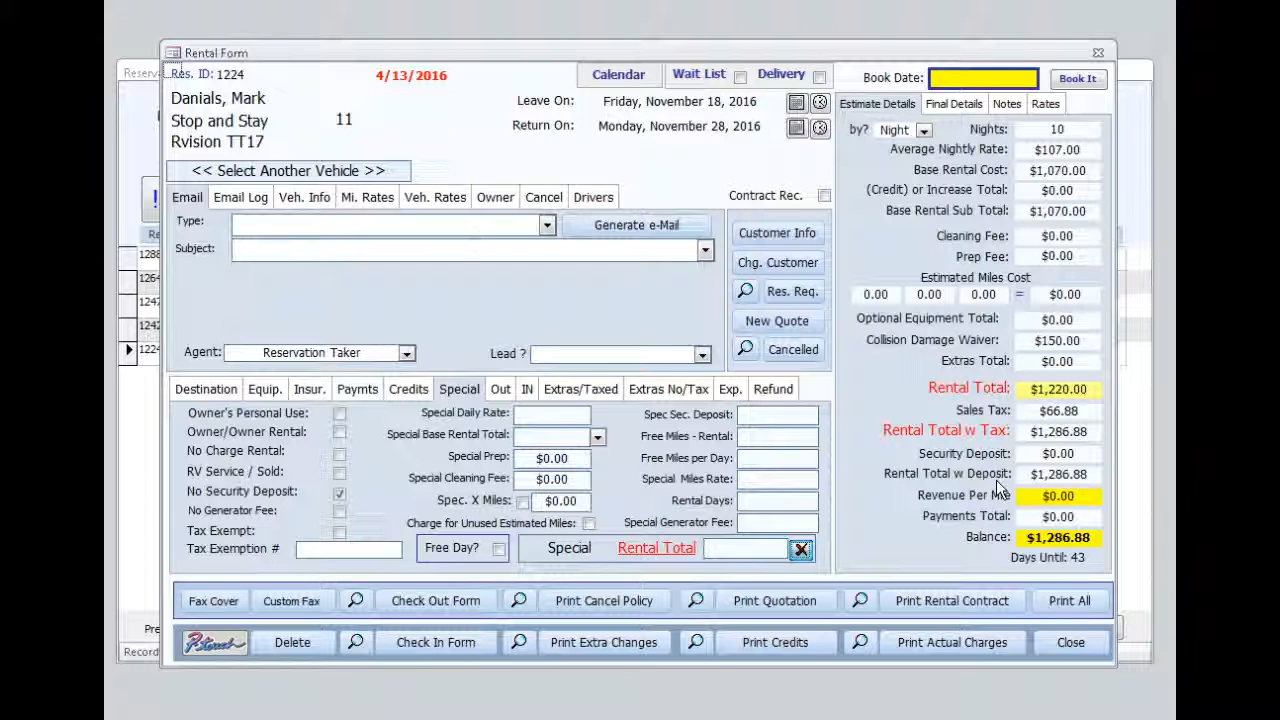 Rental Form
Reserva
Res. ID: 1224
4/13/2016
Calendar
Wait List
Delivery
Book Date:
Book It
Danials, Mark
Stop and Stay
Rvision TT17
11
Leave On: Friday, November 18, 2016
Return On: Monday, November 28, 2016
<< Select Another Vehicle >>
Estimate Details Final Details Notes Rates
by? Night Nights: 10
Average Nightly Rate: $107.00
Base Rental Cost: $1,070.00
(Credit) or Increase Total: $0.00
Base Rental Sub Total: $1,070.00
Cleaning Fee: $0.00
Prep Fee: $0.00
Estimated Miles Cost
0.00 0.00 0.00 = $0.00
Optional Equipment Total: $0.00
Collision Damage Waiver: $150.00
Extras Total: $0.00
Rental Total: $1,220.00
Sales Tax: $66.88
Rental Total w Tax: $1,286.88
Security Deposit: $0.00
Rental Total w Deposit: $1,286.88
Revenue Per $0.00
Payments Total: $0.00
Balance: $1,286.88
Days Until: 43
Email Email Log Veh. Info Mi. Rates Veh. Rates Owner Cancel Drivers
Contract Rec.
Type:
Generate e-Mail
Subject:
Customer Info
Chg. Customer
Res. Req.
New Quote
Cancelled
Agent: Reservation Taker
Lead ?
Re
1288
1264
1247
1242
1224
Destination Equip. Insur. Paymts Credits Special Out IN Extras/Taxed Extras No/Tax Exp. Refund
Owner's Personal Use:
Owner/Owner Rental:
No Charge Rental:
RV Service / Sold:
No Security Deposit:
No Generator Fee:
Tax Exempt:
Tax Exemption #
Special Daily Rate:
Special Base Rental Total:
Special Prep: $0.00
Special Cleaning Fee: $0.00
Spec. X Miles: $0.00
Charge for Unused Estimated Miles:
Free Day?
Special Rental Total
Spec Sec. Deposit:
Free Miles - Rental:
Free Miles per Day:
Special Miles Rate:
Rental Days:
Special Generator Fee:
Fax Cover Custom Fax Check Out Form Print Cancel Policy Print Quotation Print Rental Contract Print All
P-touch Delete Check In Form Print Extra Changes Print Credits Print Actual Charges Close
Pre
Record